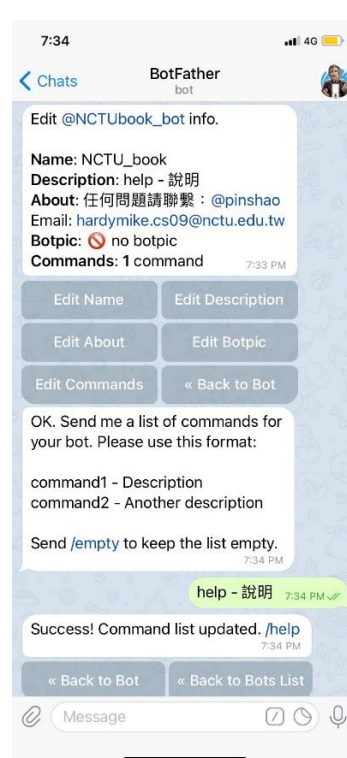 7:34
4G
Chats
BotFather
bot
Edit @NCTUbook_bot info.
Name: NCTU_book
Description: help - 說明
About: 任何問題請聯繫：@pinshao
Email: hardymike.cs09@nctu.edu.tw
Botpic: 🚫 no botpic
Commands: 1 command
7:33 PM
Edit Name
Edit Description
Edit About
Edit Botpic
Edit Commands
« Back to Bot
OK. Send me a list of commands for
your bot. Please use this format:
command1 - Description
command2 - Another description
Send /empty to keep the list empty.
7:34 PM
help - 說明
7:34 PM
Success! Command list updated. /help
7:34 PM
« Back to Bot
« Back to Bots List
Message